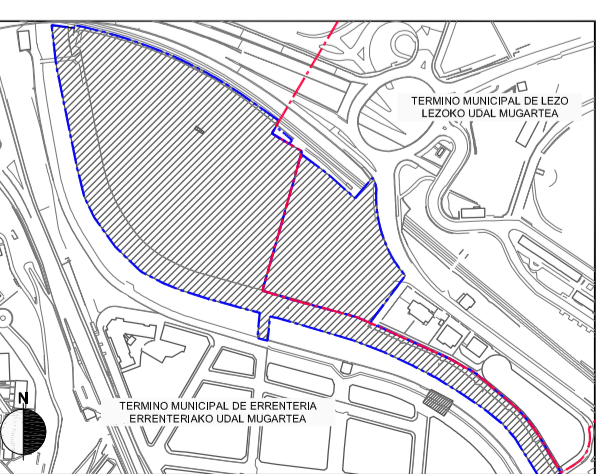 TERMINO MUNICIPAL DE LEZO
LEZOKO UDAL MUGARTEA
TERMINO MUNICIPAL DE ERRENTERIA
ERRENTERIAKO UDAL MUGARTEA
N